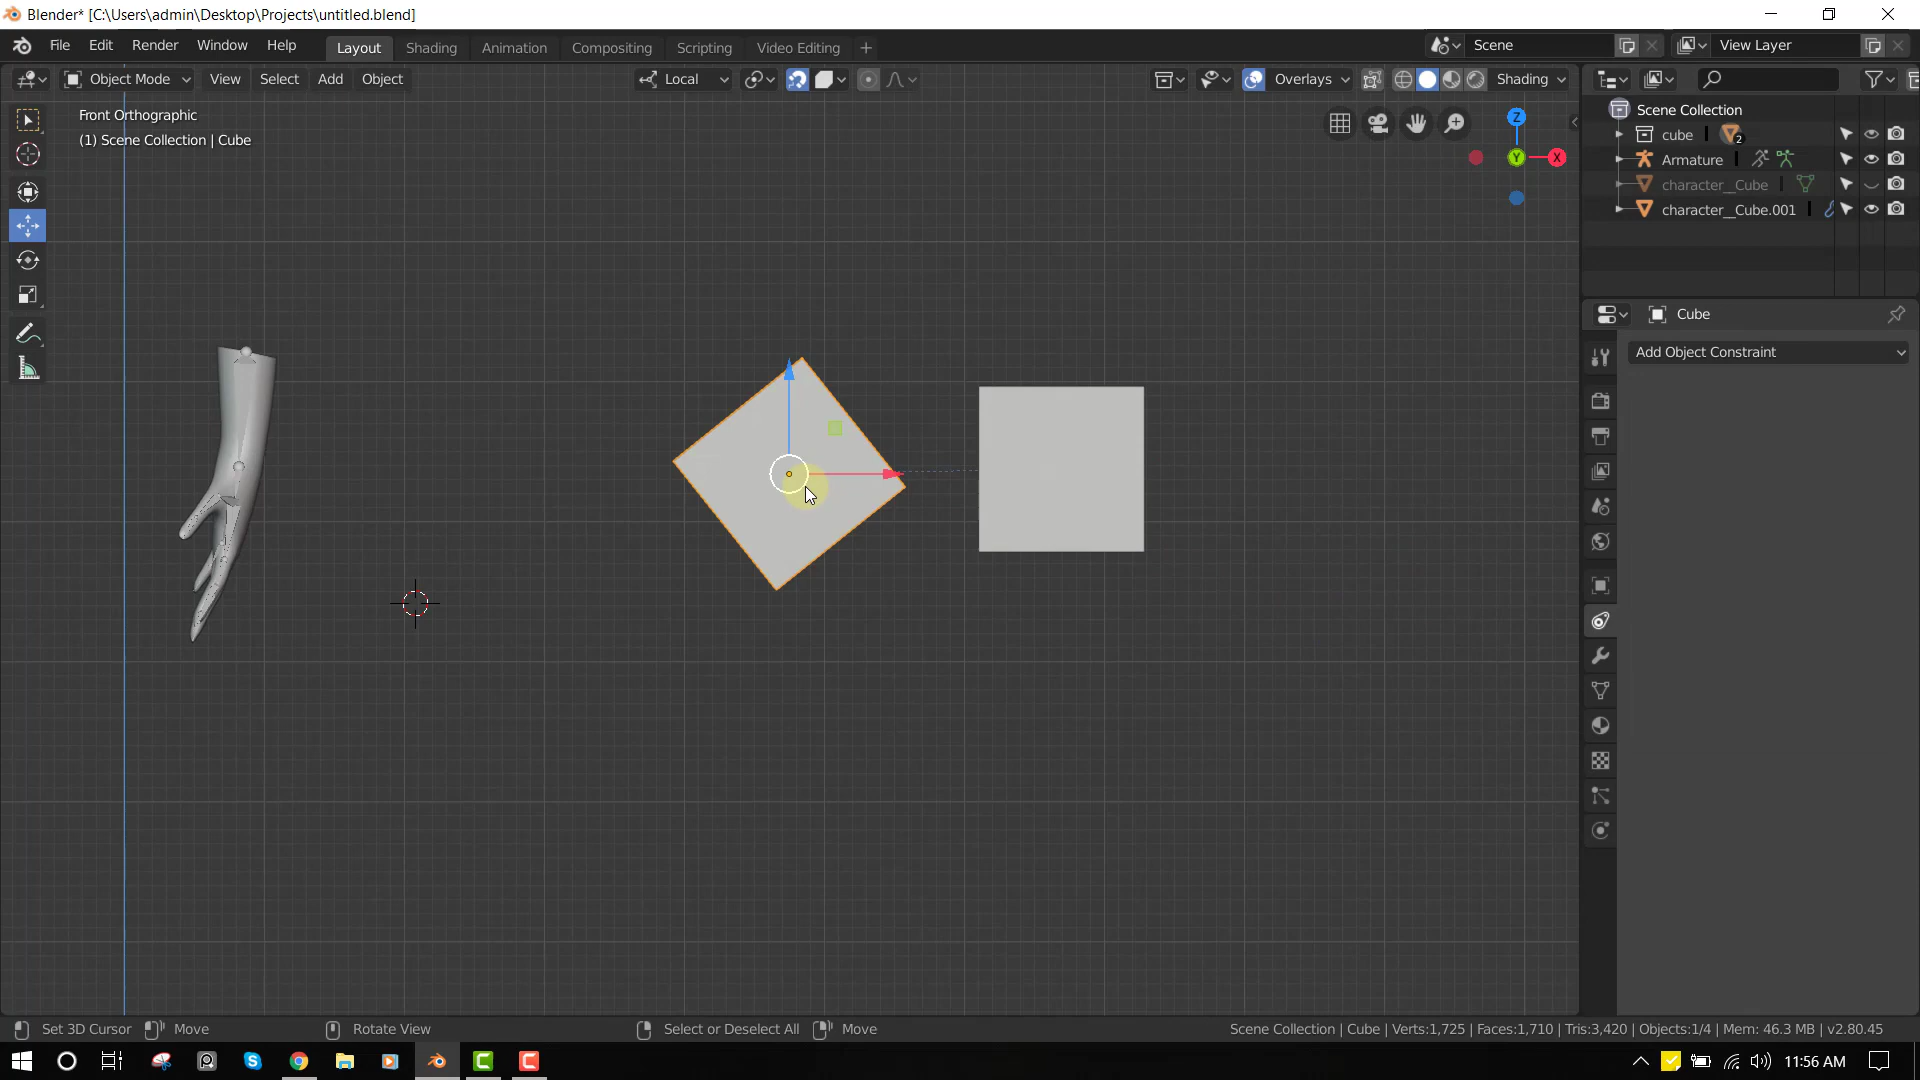 Blender* [C:\Users\admin\Desktop\Projects\untitled.blend]
File Edit Render Window Help Layout Shading Animation Compositing Scripting Video Editing + Scene View Layer
Object Mode View Select Add Object Local Overlays Shading
Front Orthographic
(1) Scene Collection | Cube
Z
Y
X
Scene Collection
cube 2
Armature
character__Cube
character__Cube.001
Cube
Add Object Constraint
Set 3D Cursor Move Rotate View Select or Deselect All Move Scene Collection | Cube | Verts:1,725 | Faces:1,710 | Tris:3,420 | Objects:1/4 | Mem: 46.3 MB | v2.80.45
11:56 AM